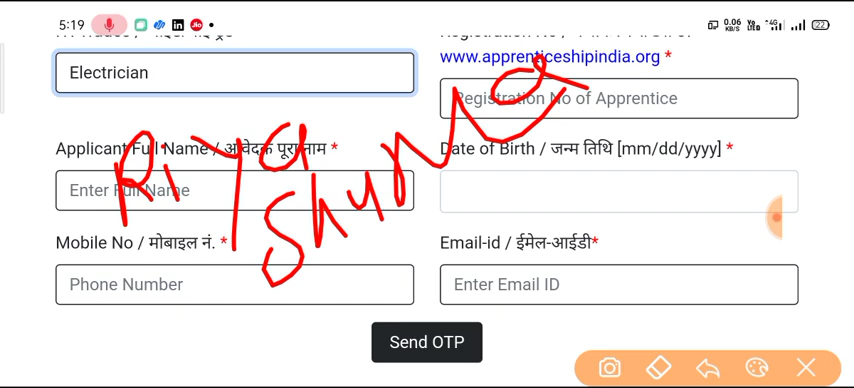 5:19 0.06 KB/S Vo LTE 4G 22
www.apprenticeshipindia.org *
Electrician
Registration No of Apprentice
Applicant Full Name / आवेदक पूरा नाम *
Date of Birth / जन्म तिथि [mm/dd/yyyy] *
Enter Full Name
Riya
Mobile No / मोबाइल नं. *
Email-id / ईमेल-आईडी*
Phone Number
Enter Email ID
Send OTP